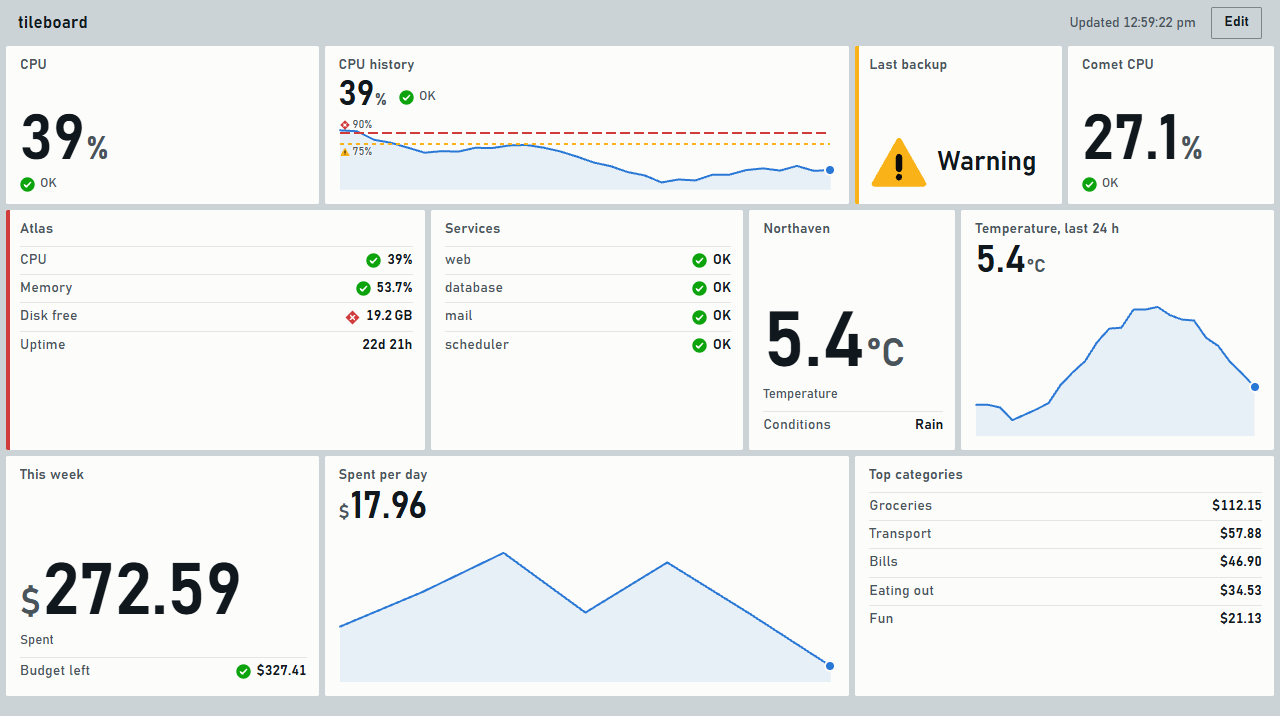 tileboard
Updated 12:59:22 pm
Edit
CPU
39%
OK
CPU history
39%
OK
90%
75%
Last backup
Warning
Comet CPU
27.1%
OK
Atlas
CPU 39%
Memory 53.7%
Disk free 19.2 GB
Uptime 22d 21h
Services
web OK
database OK
mail OK
scheduler OK
Northaven
5.4°C
Temperature
Conditions Rain
Temperature, last 24 h
5.4°C
This week
$272.59
Spent
Budget left $327.41
Spent per day
$17.96
Top categories
Groceries $112.15
Transport $57.88
Bills $46.90
Eating out $34.53
Fun $21.13